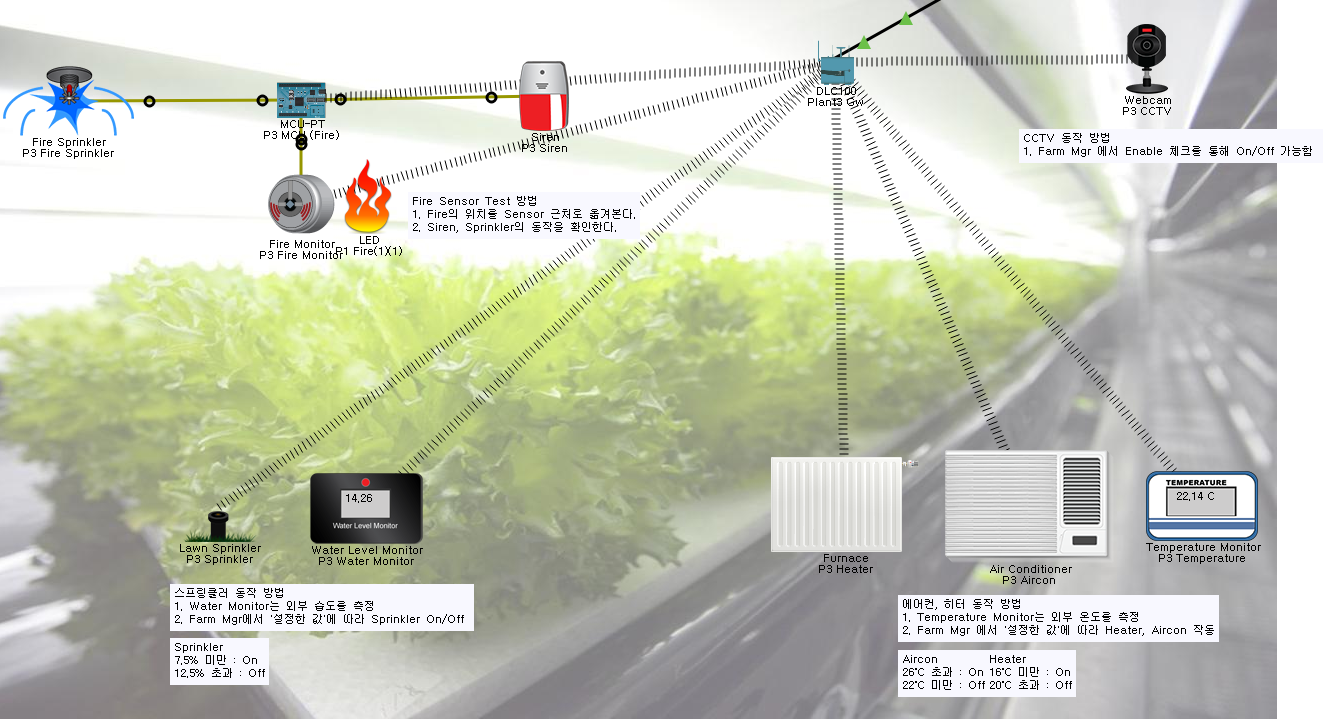 Fire Sprinkler
P3 Fire Sprinkler
MCU-PT
P3 MCU (Fire)
Siren
P3 Siren
DLC100
Plant3 Gw
Webcam
P3 CCTV
CCTV 동작 방법
1. Farm Mgr 에서 Enable 체크를 통해 On/Off 가능함
Fire Monitor
P3 Fire Monitor
LED
P1 Fire(1)(1)
Fire Sensor Test 방법
1. Fire의 위치를 Sensor 근처로 옮겨본다.
2. Siren, Sprinkler의 동작을 확인한다.
Lawn Sprinkler
P3 Sprinkler
14.26
Water Level Monitor
Water Level Monitor
P3 Water Monitor
Furnace
P3 Heater
Air Conditioner
P3 Aircon
TEMPERATURE
22.14 C
Temperature Monitor
P3 Temperature
스프링클러 동작 방법
1. Water Monitor는 외부 습도를 측정
2. Farm Mgr에서 '설정한 값'에 따라 Sprinkler On/Off
Sprinkler
7.5% 미만 : On
12.5% 초과 : Off
에어컨, 히터 동작 방법
1. Temperature Monitor는 외부 온도를 측정
2. Farm Mgr 에서 '설정한 값'에 따라 Heater, Aircon 작동
Aircon Heater
26℃ 초과 : On 16℃ 미만 : On
22℃ 미만 : Off 20℃ 초과 : Off